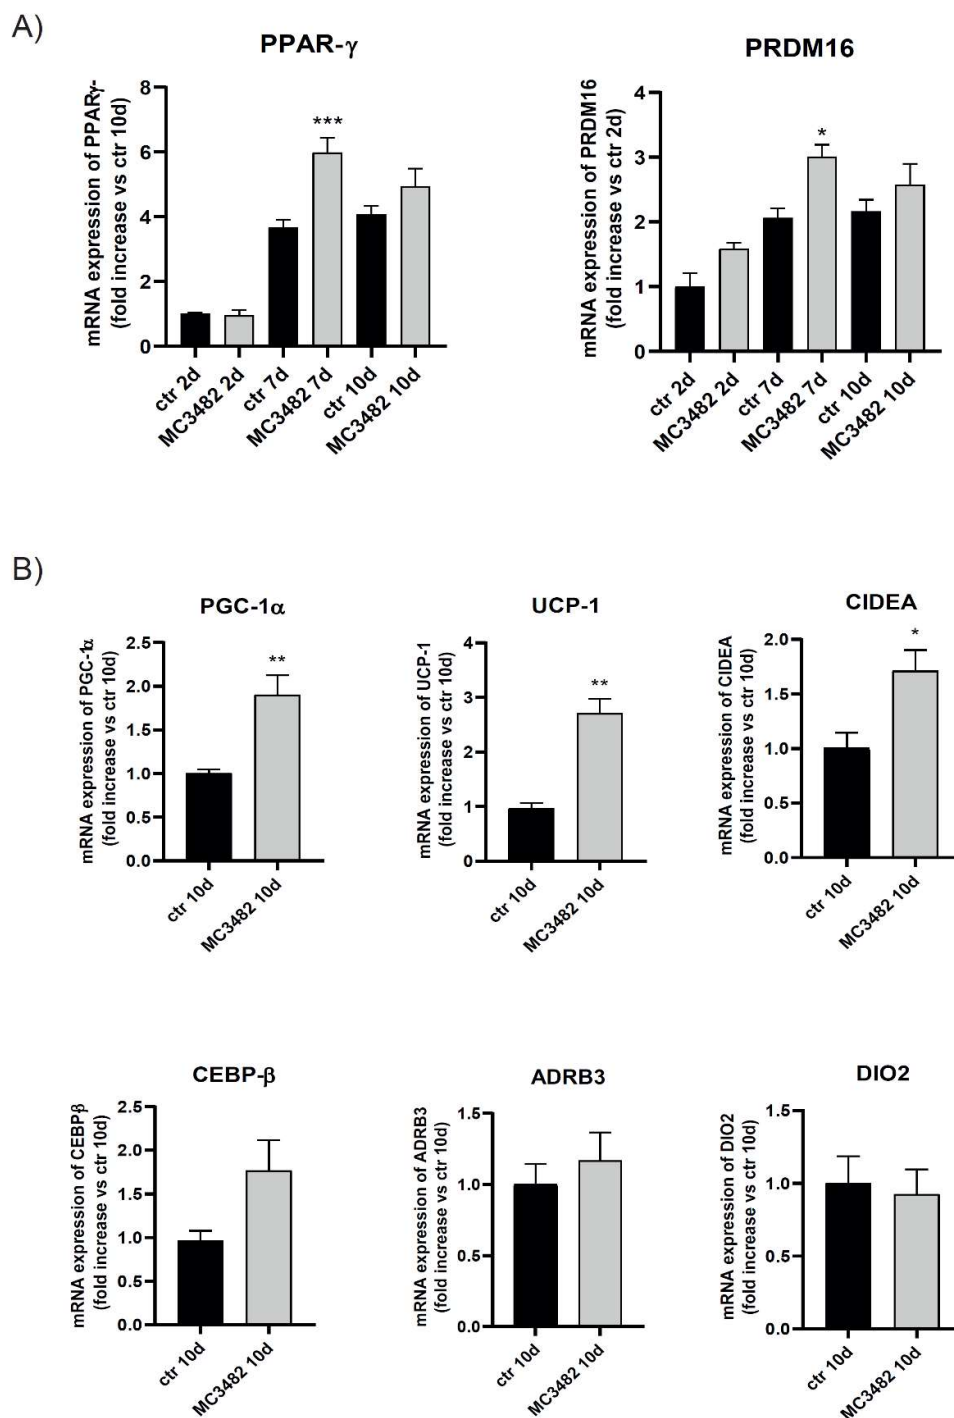 A)
PPAR-γ
mRNA expression of PPARγ-
(fold increase vs ctr 10d)
8
6
4
2
0
***
ctr 2d
MC3482 2d
ctr 7d
MC3482 7d
ctr 10d
MC3482 10d
PRDM16
mRNA expression of PRDM16
(fold increase vs ctr 2d)
4
3
2
1
0
*
ctr 2d
MC3482 2d
ctr 7d
MC3482 7d
ctr 10d
MC3482 10d
B)
PGC-1α
mRNA expression of PGC-1α
(fold increase vs ctr 10d)
2.5
2.0
1.5
1.0
0.5
0.0
**
ctr 10d
MC3482 10d
UCP-1
mRNA expression of UCP-1
(fold increase vs ctr 10d)
4
3
2
1
0
**
ctr 10d
MC3482 10d
CIDEA
mRNA expression of CIDEA
(fold increase vs ctr 10d)
2.0
1.5
1.0
0.5
0.0
*
ctr 10d
MC3482 10d
CEBP-β
mRNA expression of CEBPβ
(fold increase vs ctr 10d)
2.5
2.0
1.5
1.0
0.5
0.0
ctr 10d
MC3482 10d
ADRB3
mRNA expression of ADRB3
(fold increase vs ctr 10d)
1.5
1.0
0.5
0.0
ctr 10d
MC3482 10d
DIO2
mRNA expression of DIO2
(fold increase vs ctr 10d)
1.5
1.0
0.5
0.0
ctr 10d
MC3482 10d